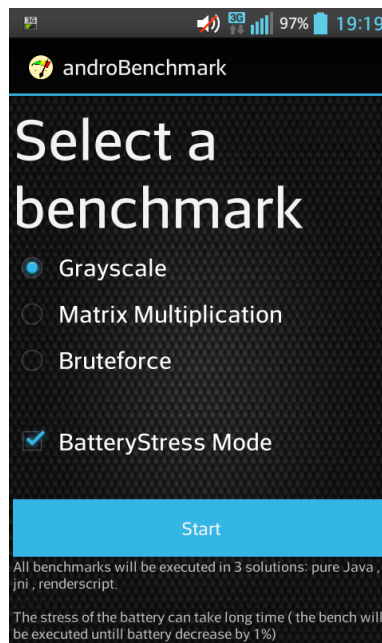 3G 97% 19:19
androBenchmark
Select a
benchmark
Grayscale
Matrix Multiplication
Bruteforce
BatteryStress Mode
Start
All benchmarks will be executed in 3 solutions: pure Java ,
jni , renderscript.
The stress of the battery can take long time ( the bench will
be executed untill battery decrease by 1%)